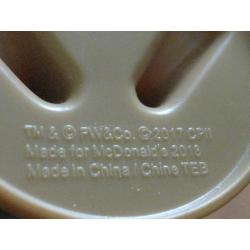 TM. & © FW&Co. © 2017 CPII
Made for McDonald's 2018
Made in China / Chine TEB